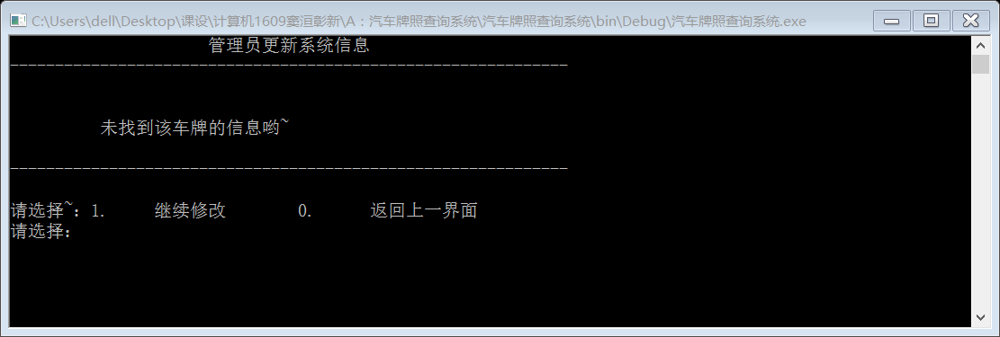 C:\Users\dell\Desktop\课设\计算机1609窦洹彰新\A：汽车牌照查询系统\汽车牌照查询系统\bin\Debug\汽车牌照查询系统.exe
管理员更新系统信息
--------------------------------------------------------------
未找到该车牌的信息哟~
--------------------------------------------------------------
请选择~：1. 继续修改 0. 返回上一界面
请选择：